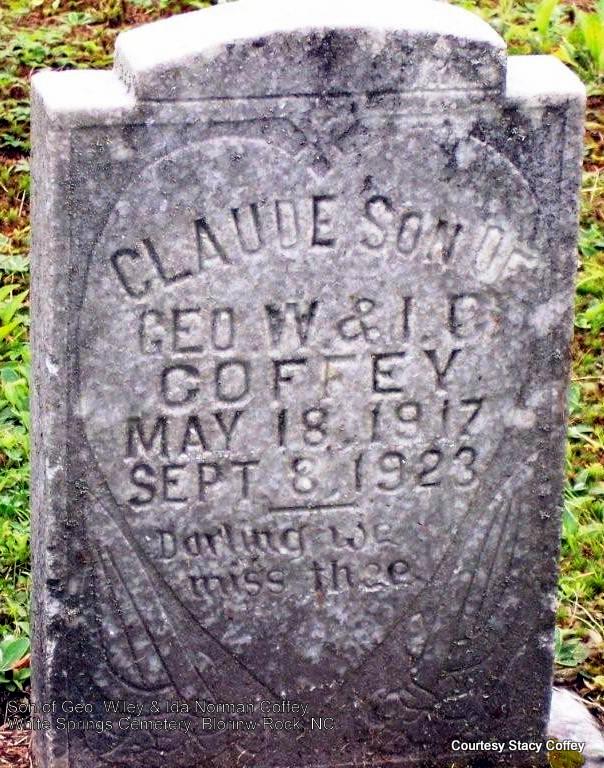 CLAUDE SON OF
GEO W & I. C.
COFFEY
MAY 18, 1917
SEPT 8, 1923
Darling we
miss thee
Son of Geo. Wiley & Ida Norman Coffey
White Springs Cemetery, Rock, NC
Courtesy Stacy Coffey